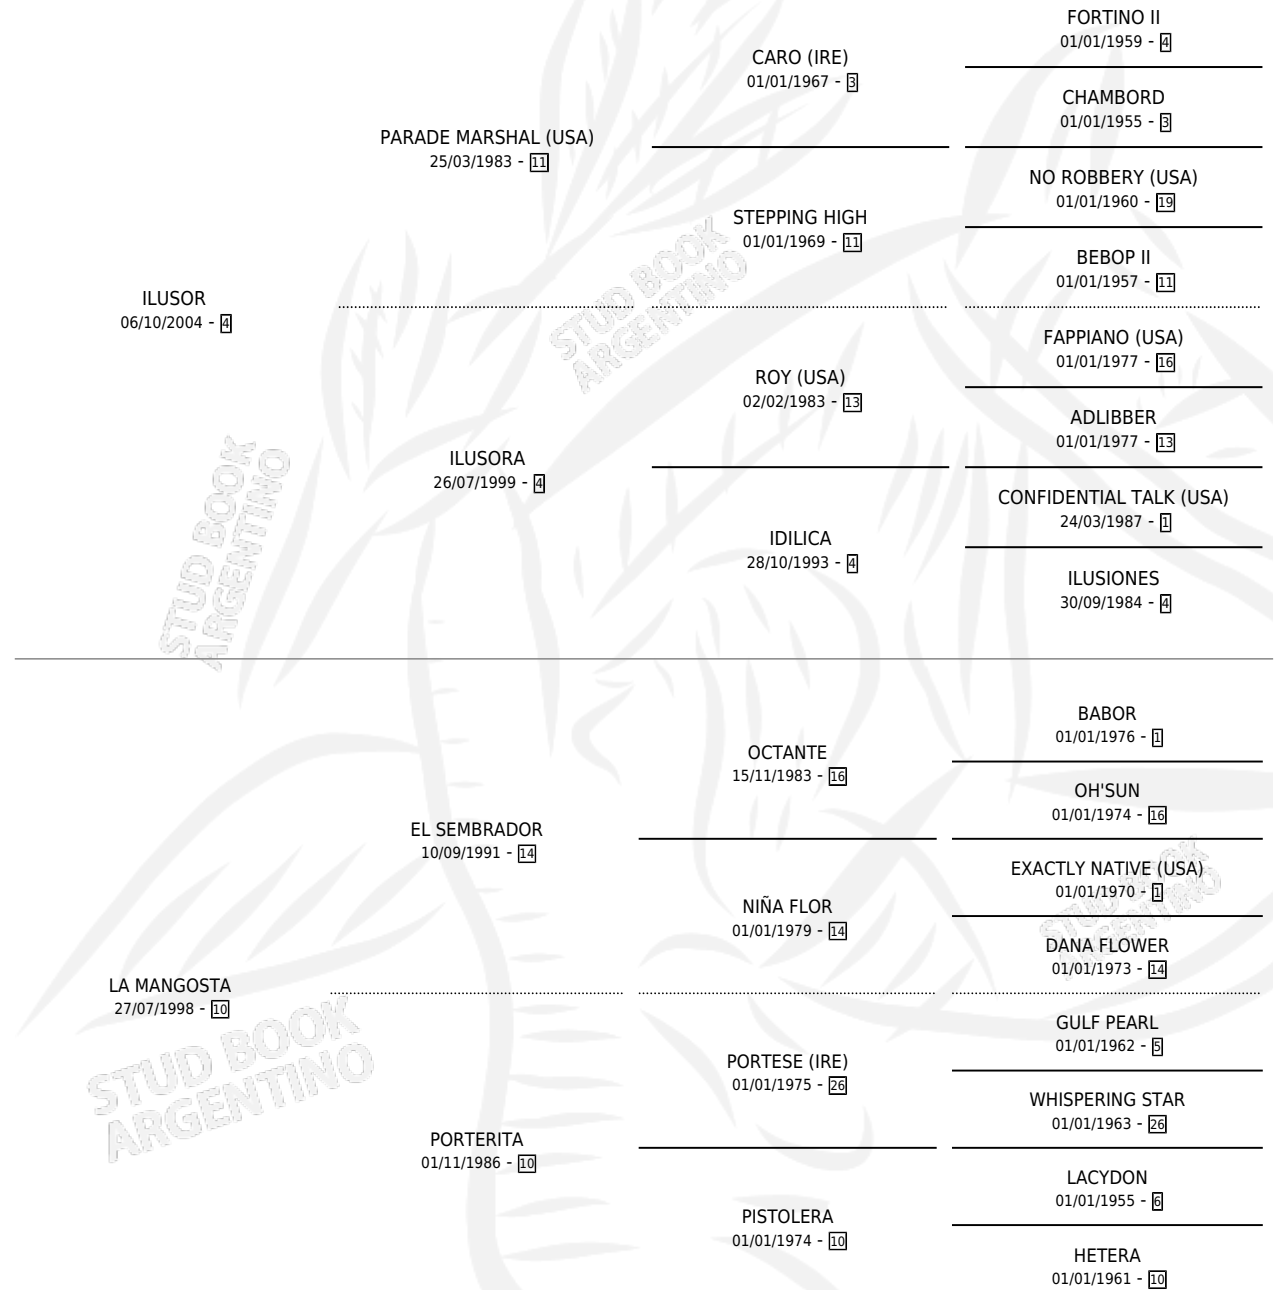 FORTINO II
01/01/1959 - 4
CARO (IRE)
01/01/1967 - 3
CHAMBORD
01/01/1955 - 3
PARADE MARSHAL (USA)
25/03/1983 - 11
NO ROBBERY (USA)
01/01/1960 - 19
STEPPING HIGH
01/01/1969 - 11
BEBOP II
01/01/1957 - 11
ILUSOR
06/10/2004 - 4
FAPPIANO (USA)
01/01/1977 - 16
ROY (USA)
02/02/1983 - 13
ADLIBBER
01/01/1977 - 13
ILUSORA
26/07/1999 - 4
CONFIDENTIAL TALK (USA)
24/03/1987 - 1
IDILICA
28/10/1993 - 4
ILUSIONES
30/09/1984 - 4
BABOR
01/01/1976 - 1
OCTANTE
15/11/1983 - 16
OH'SUN
01/01/1974 - 16
EL SEMBRADOR
10/09/1991 - 14
EXACTLY NATIVE (USA)
01/01/1970 - 1
NIÑA FLOR
01/01/1979 - 14
DANA FLOWER
01/01/1973 - 14
LA MANGOSTA
27/07/1998 - 10
GULF PEARL
01/01/1962 - 5
PORTESE (IRE)
01/01/1975 - 26
WHISPERING STAR
01/01/1963 - 26
PORTERITA
01/11/1986 - 10
LACYDON
01/01/1955 - 6
PISTOLERA
01/01/1974 - 10
HETERA
01/01/1961 - 10
STUD BOOK
ARGENTINO
STUD BOOK
ARGENTINO
STUD BOOK
ARGENTINO
STUD BOOK
ARGENTINO